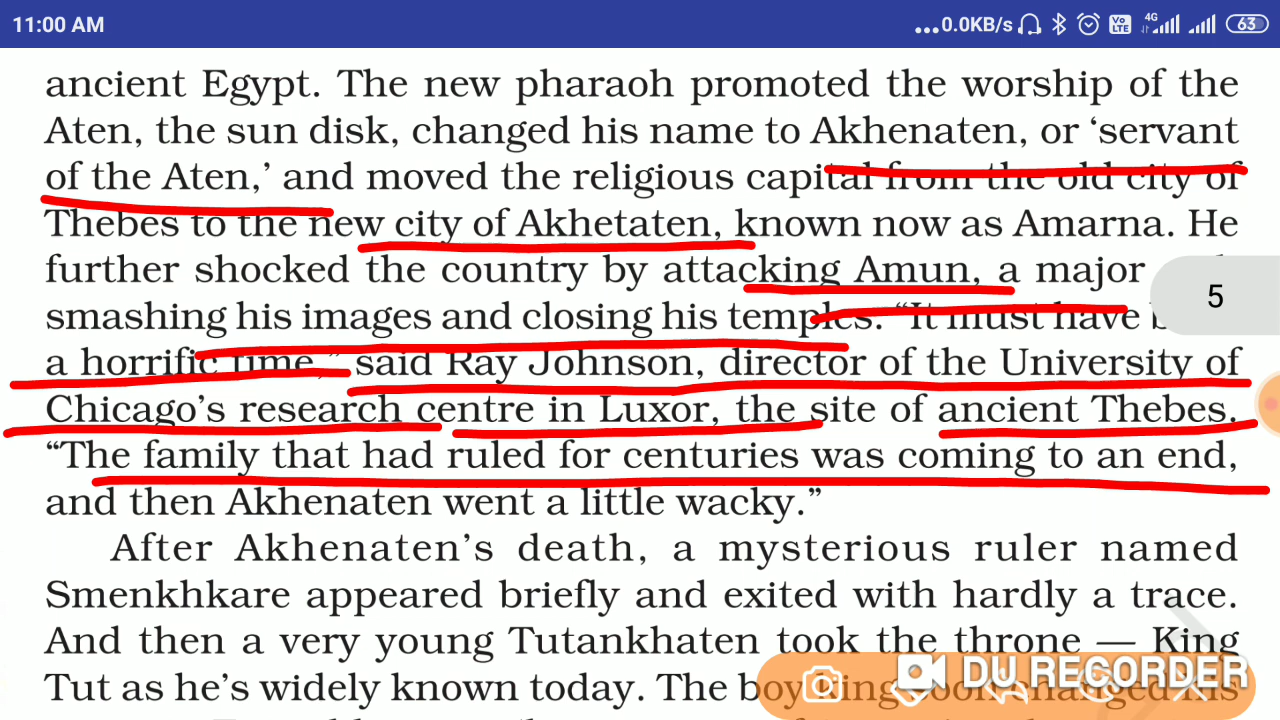 11:00 AM
...0.0KB/s Vo LTE 4G 63
ancient Egypt. The new pharaoh promoted the worship of the
Aten, the sun disk, changed his name to Akhenaten, or ‘servant
of the Aten,’ and moved the religious capital from the old city of
Thebes to the new city of Akhetaten, known now as Amarna. He
further shocked the country by attacking Amun, a major
5
smashing his images and closing his temples. “It must have
a horrific time,” said Ray Johnson, director of the University of
Chicago’s research centre in Luxor, the site of ancient Thebes.
“The family that had ruled for centuries was coming to an end,
and then Akhenaten went a little wacky.”
After Akhenaten’s death, a mysterious ruler named
Smenkhkare appeared briefly and exited with hardly a trace.
And then a very young Tutankhaten took the throne — King
Tut as he’s widely known today. The boy king soon changed his
DU RECORDER